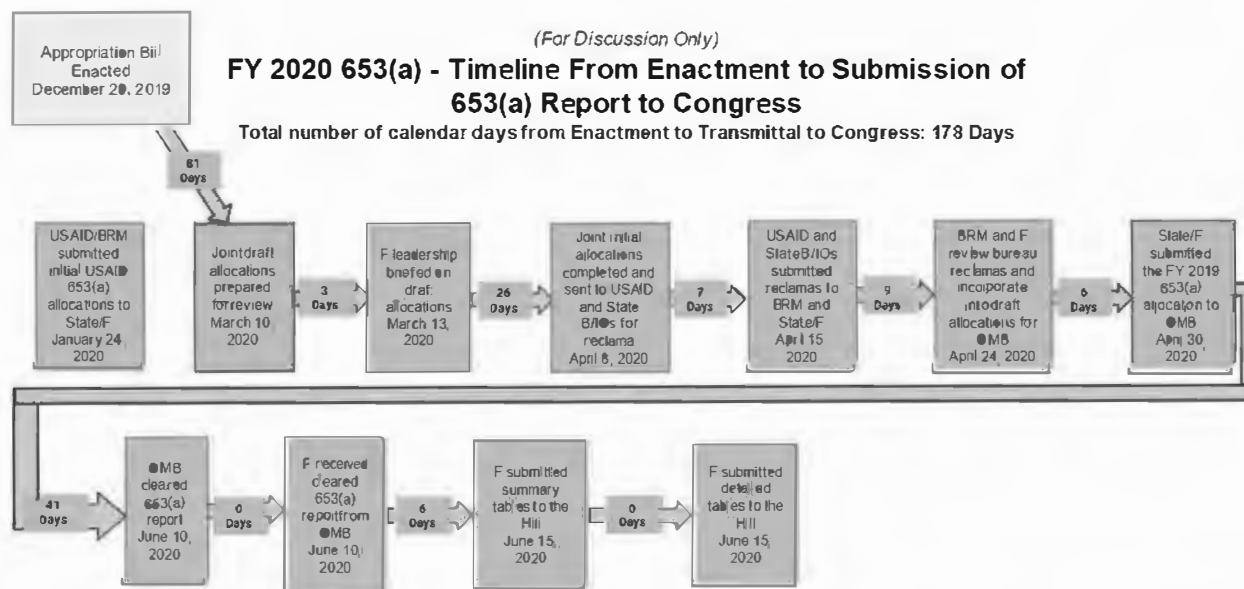 (For Discussion Only)
FY 2020 653(a) - Timeline From Enactment to Submission of
653(a) Report to Congress
Total number of calendar days from Enactment to Transmittal to Congress: 178 Days
Appropriation Bill
Enacted
December 20, 2019
81
Days
USAID/BRM
submitted
initial USAID
653(a)
allocations to
State/F
January 24,
2020
Joint draft
allocations
prepared
for review
March 10,
2020
3
Days
F leadership
briefed on
draft
allocations
March 13,
2020
26
Days
Joint initial
allocations
completed and
sent to USAID
and State
B/IOs for
reclama
April 8, 2020
7
Days
USAID and
State B/IOs
submitted
reclamas to
BRM and
State/F
April 15
2020
9
Days
BRM and F
review bureau
reclamas and
incorporate
into draft
allocations for
OMB
April 24, 2020
6
Days
State/F
submitted
the FY 2019
653(a)
allocation to
OMB
April 30
2020
41
Days
OMB
cleared
653(a)
report
June 10,
2020
0
Days
F received
cleared
653(a)
report from
OMB
June 10,
2020
6
Days
F submitted
summary
tables to the
Hill
June 15,
2020
0
Days
F submitted
detailed
tables to
the Hill
June 15,
2020